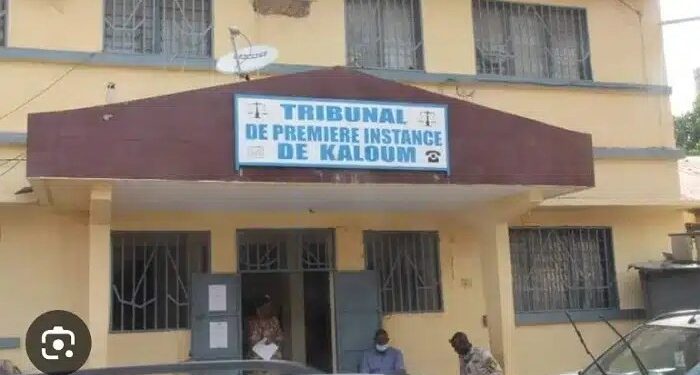 TRIBUNAL
DE PREMIERE INSTANCE
DE KALOUM